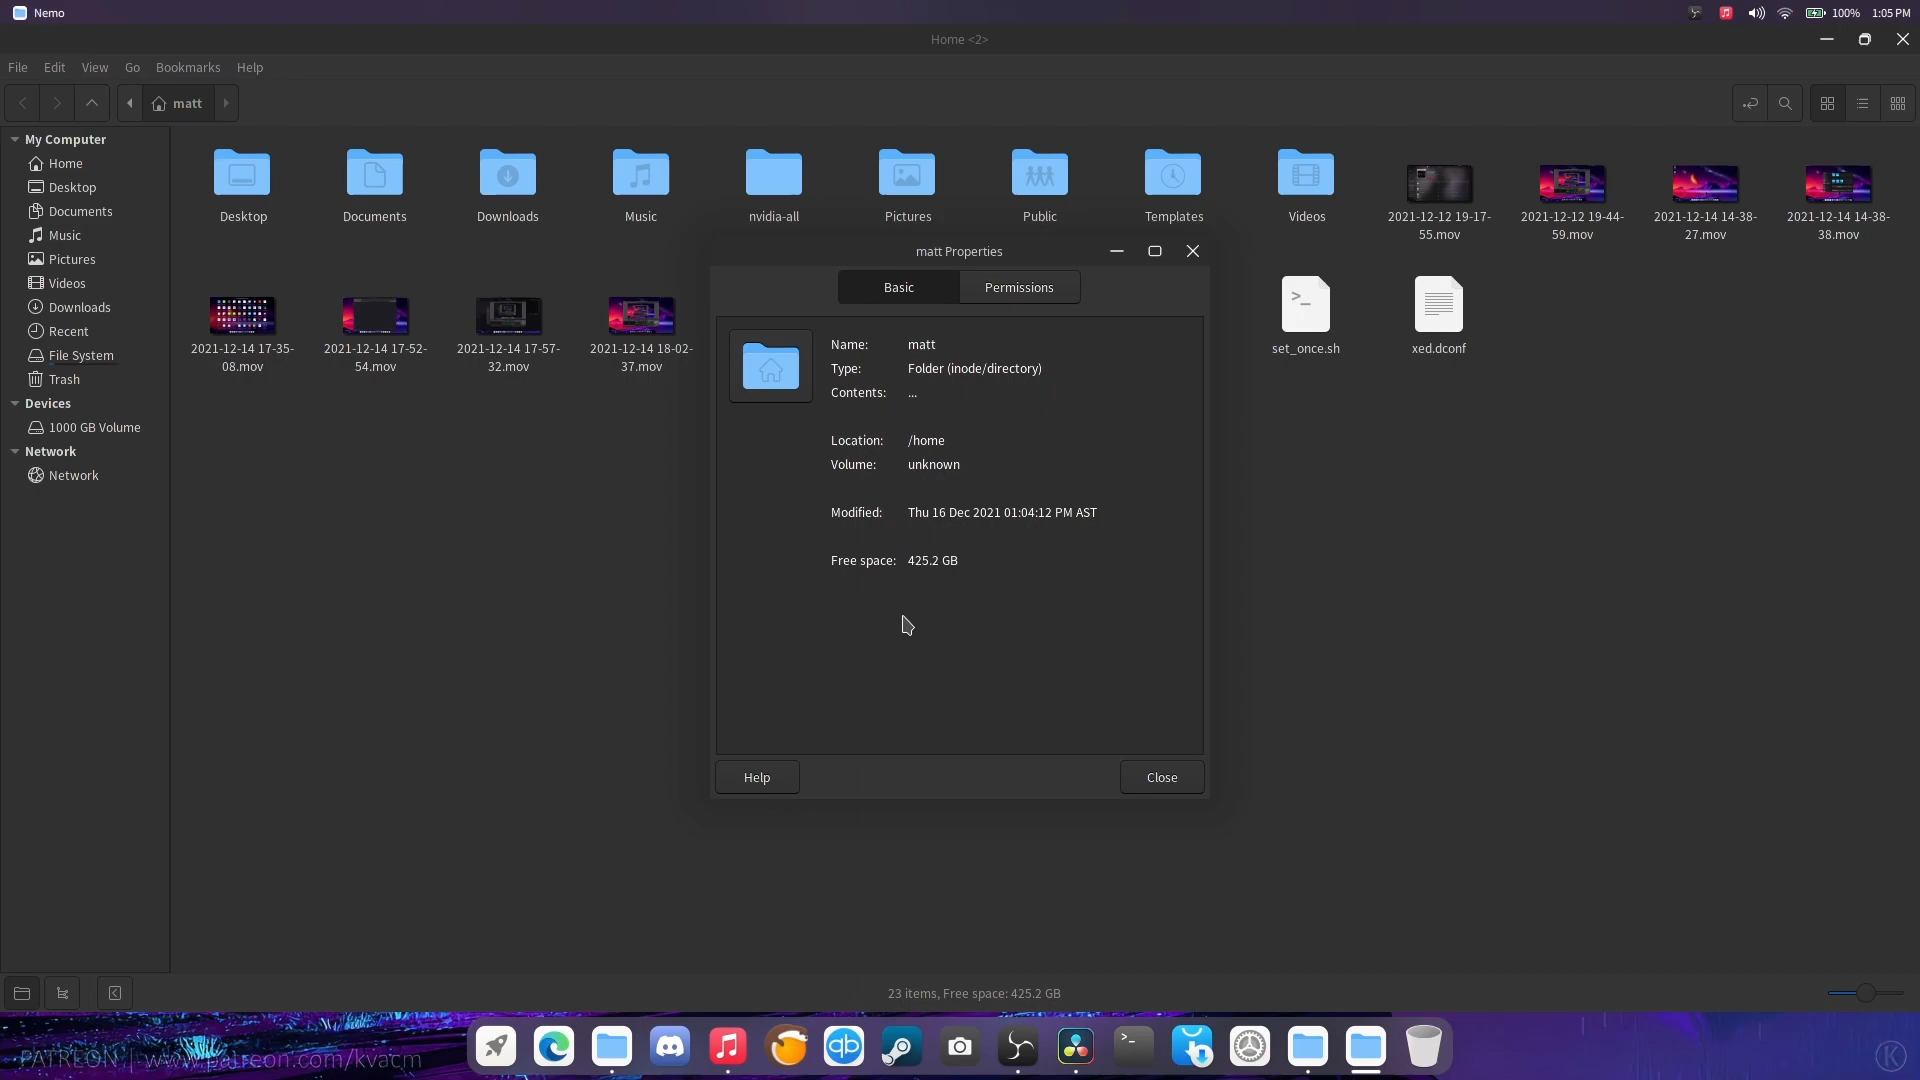 Nemo
100%
1:05 PM
Home <2>
File Edit View Go Bookmarks Help
matt
My Computer
Home
Desktop
Documents
Music
Pictures
Videos
Downloads
Recent
File System
Trash
Devices
1000 GB Volume
Network
Network
Desktop
Documents
Downloads
Music
nvidia-all
Pictures
Public
Templates
Videos
2021-12-12 19-17-
55.mov
2021-12-12 19-44-
59.mov
2021-12-14 14-38-
27.mov
2021-12-14 14-38-
38.mov
2021-12-14 17-35-
08.mov
2021-12-14 17-52-
54.mov
2021-12-14 17-57-
32.mov
2021-12-14 18-02-
37.mov
set_once.sh
xed.dconf
matt Properties
Basic
Permissions
Name: matt
Type: Folder (inode/directory)
Contents: ...
Location: /home
Volume: unknown
Modified: Thu 16 Dec 2021 01:04:12 PM AST
Free space: 425.2 GB
Help
Close
23 items, Free space: 425.2 GB
PATREON | www.patreon.com/kvacm
qb
K